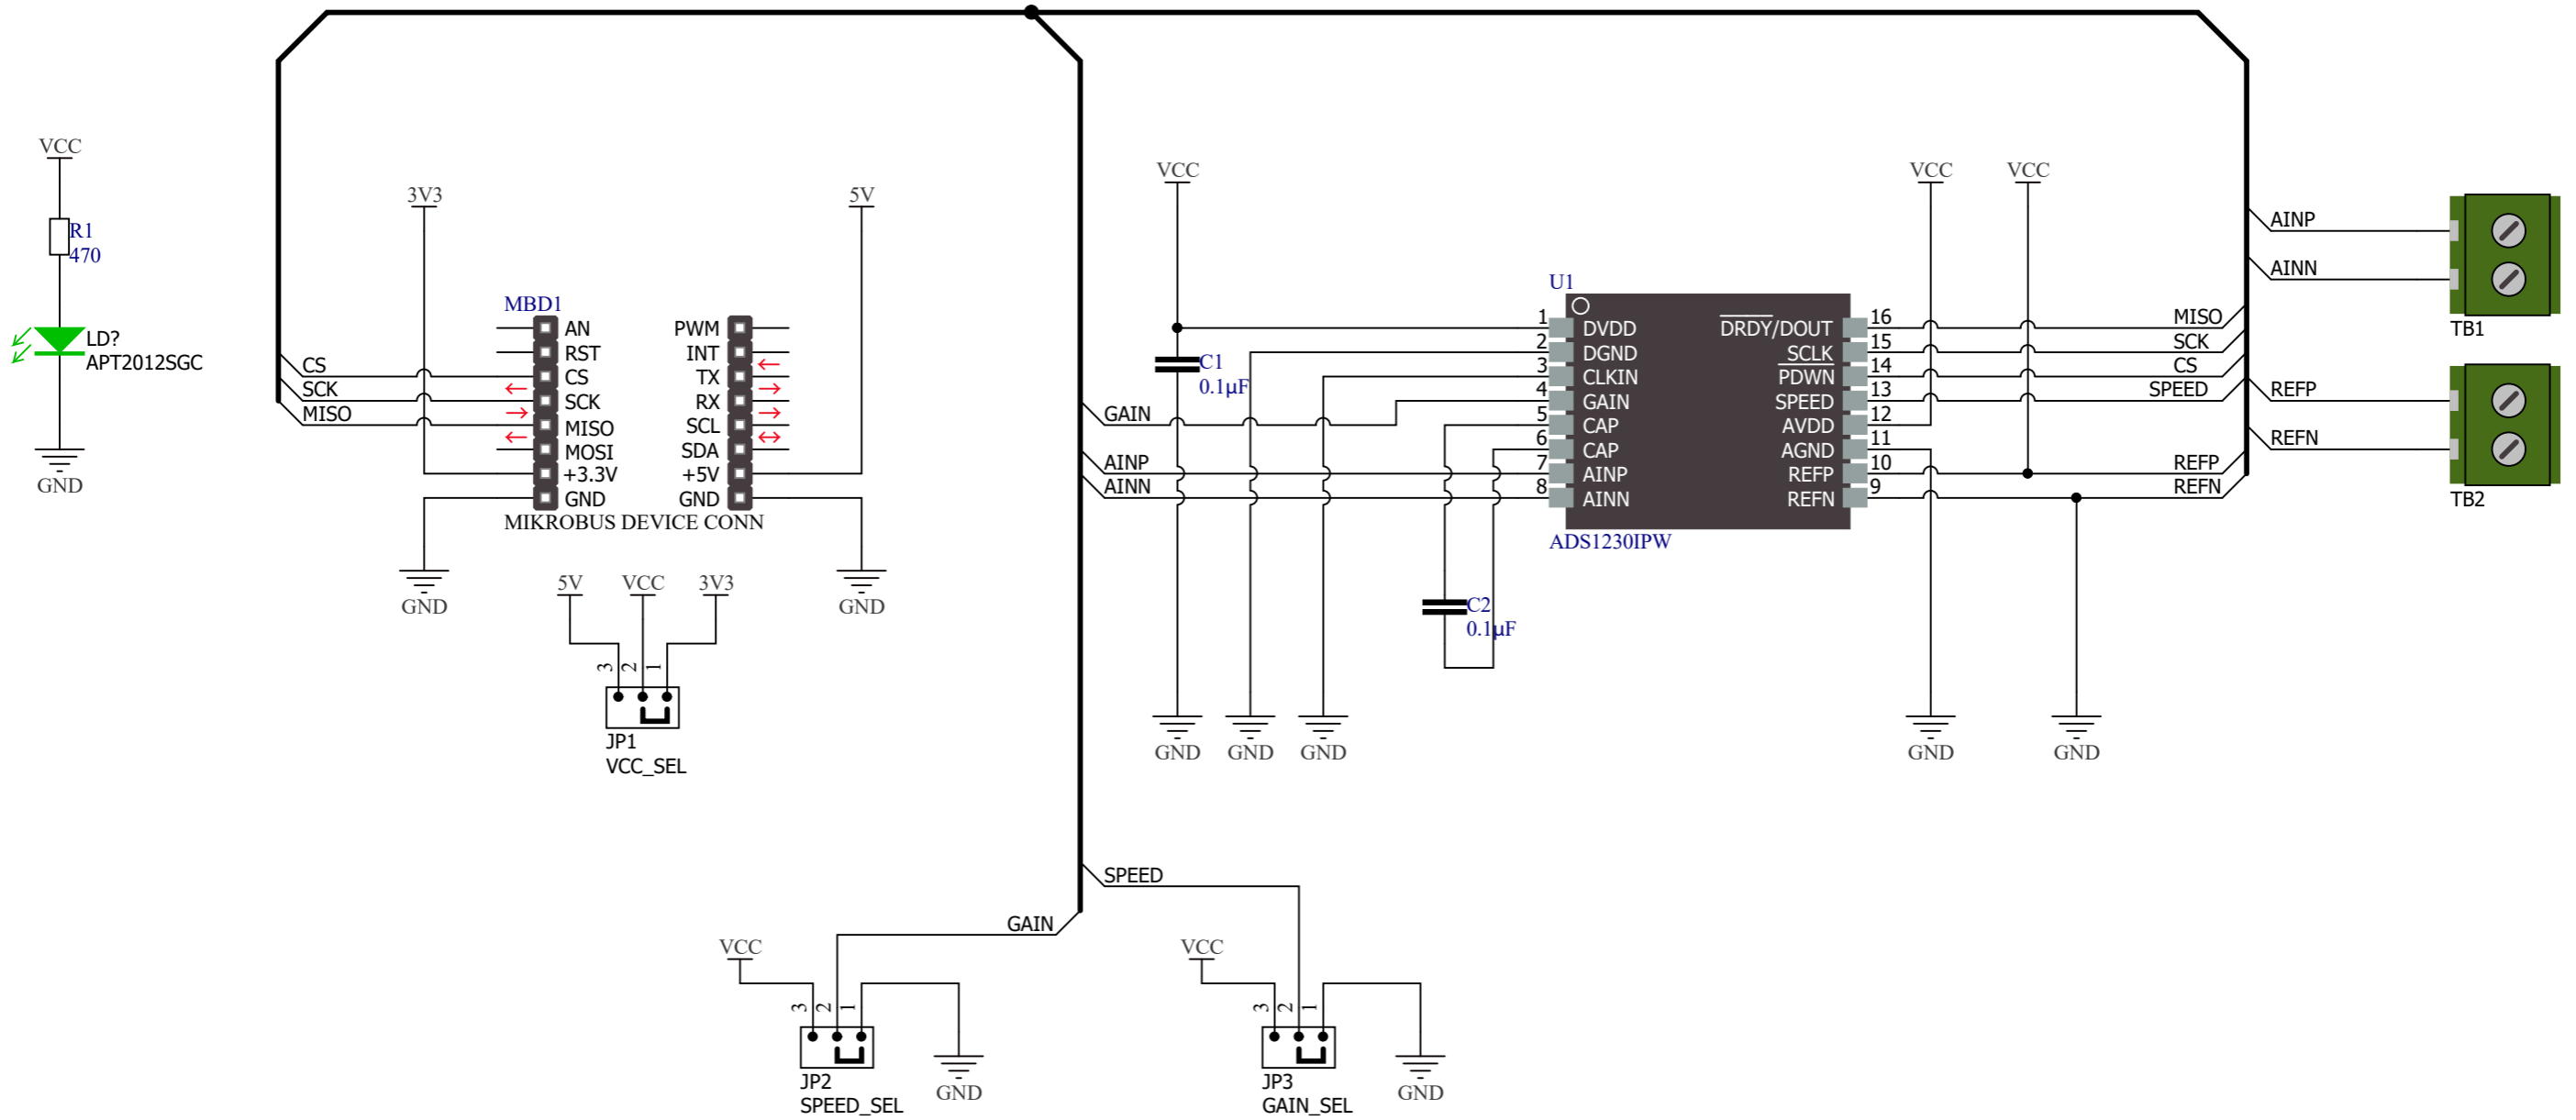 VCC
R1
470
LD?
APT2012SGC
GND
CS
SCK
MISO
3V3
5V
MBD1
AN
RST
CS
SCK
MISO
MOSI
+3.3V
GND
PWM
INT
TX
RX
SCL
SDA
+5V
GND
MIKROBUS DEVICE CONN
GND
GND
5V
VCC
3V3
3
2
1
JP1
VCC_SEL
VCC
C1
0.1µF
GAIN
AINP
AINN
GND
GND
GND
C2
0.1µF
U1
1
2
3
4
5
6
7
8
DVDD
DGND
CLKIN
GAIN
CAP
CAP
AINP
AINN
DRDY/DOUT
SCLK
PDWN
SPEED
AVDD
AGND
REFP
REFN
16
15
14
13
12
11
10
9
ADS1230IPW
VCC
VCC
MISO
SCK
CS
SPEED
REFP
REFN
GND
GND
AINP
AINN
TB1
REFP
REFN
TB2
SPEED
GAIN
VCC
3
2
1
JP2
SPEED_SEL
GND
VCC
3
2
1
JP3
GAIN_SEL
GND